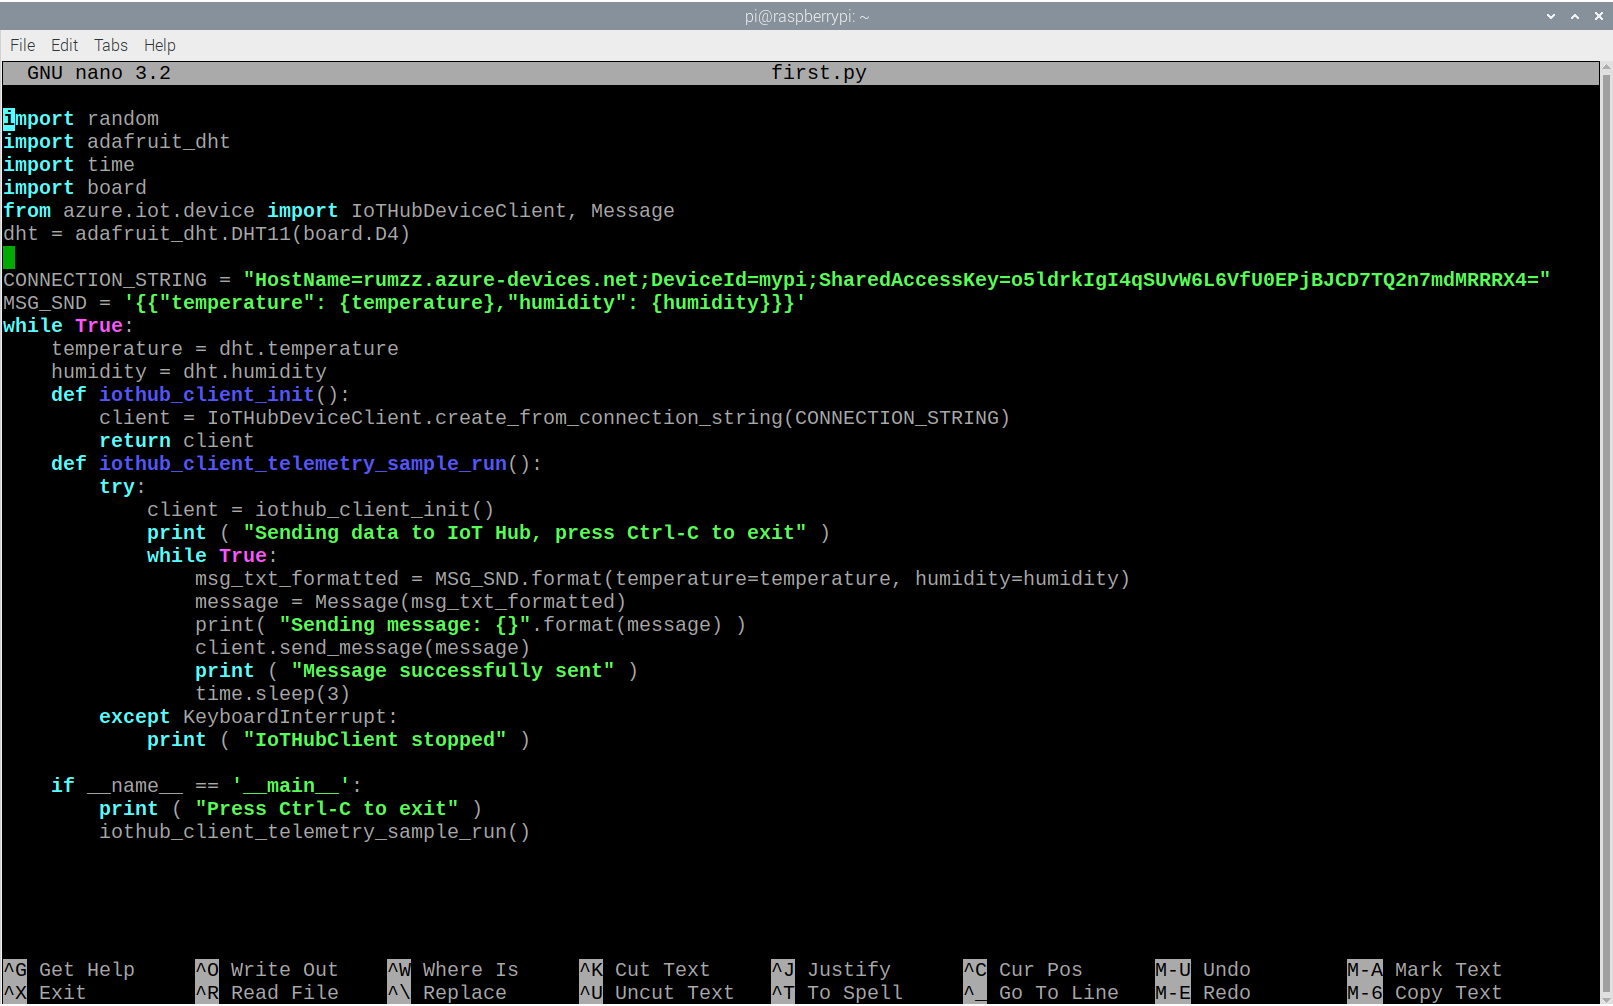 pi@raspberrypi: ~
File Edit Tabs Help
GNU nano 3.2 first.py
import random
import adafruit_dht
import time
import board
from azure.iot.device import IoTHubDeviceClient, Message
dht = adafruit_dht.DHT11(board.D4)
CONNECTION_STRING = "HostName=rumzz.azure-devices.net;DeviceId=mypi;SharedAccessKey=o5ldrkIgI4qSUvW6L6VfU0EPjBJCD7TQ2n7mdMRRRX4="
MSG_SND = '{{"temperature": {temperature},"humidity": {humidity}}}'
while True:
    temperature = dht.temperature
    humidity = dht.humidity
    def iothub_client_init():
        client = IoTHubDeviceClient.create_from_connection_string(CONNECTION_STRING)
        return client
    def iothub_client_telemetry_sample_run():
        try:
            client = iothub_client_init()
            print ( "Sending data to IoT Hub, press Ctrl-C to exit" )
            while True:
                msg_txt_formatted = MSG_SND.format(temperature=temperature, humidity=humidity)
                message = Message(msg_txt_formatted)
                print( "Sending message: {}".format(message) )
                client.send_message(message)
                print ( "Message successfully sent" )
                time.sleep(3)
        except KeyboardInterrupt:
            print ( "IoTHubClient stopped" )
    if __name__ == '__main__':
        print ( "Press Ctrl-C to exit" )
        iothub_client_telemetry_sample_run()
^G Get Help ^O Write Out ^W Where Is ^K Cut Text ^J Justify ^C Cur Pos M-U Undo M-A Mark Text
^X Exit ^R Read File ^\ Replace ^U Uncut Text ^T To Spell ^_ Go To Line M-E Redo M-6 Copy Text